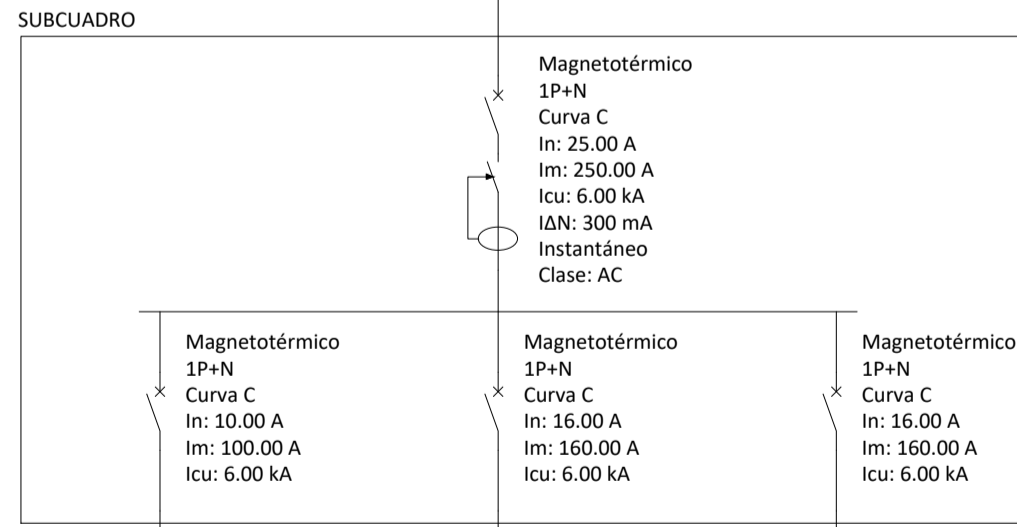 SUBCUADRO
Magnetotérmico
1P+N
Curva C
In: 25.00 A
Im: 250.00 A
Icu: 6.00 kA
IΔN: 300 mA
Instantáneo
Clase: AC
Magnetotérmico
1P+N
Curva C
In: 10.00 A
Im: 100.00 A
Icu: 6.00 kA
Magnetotérmico
1P+N
Curva C
In: 16.00 A
Im: 160.00 A
Icu: 6.00 kA
Magnetotérmico
1P+N
Curva C
In: 16.00 A
Im: 160.00 A
Icu: 6.00 kA